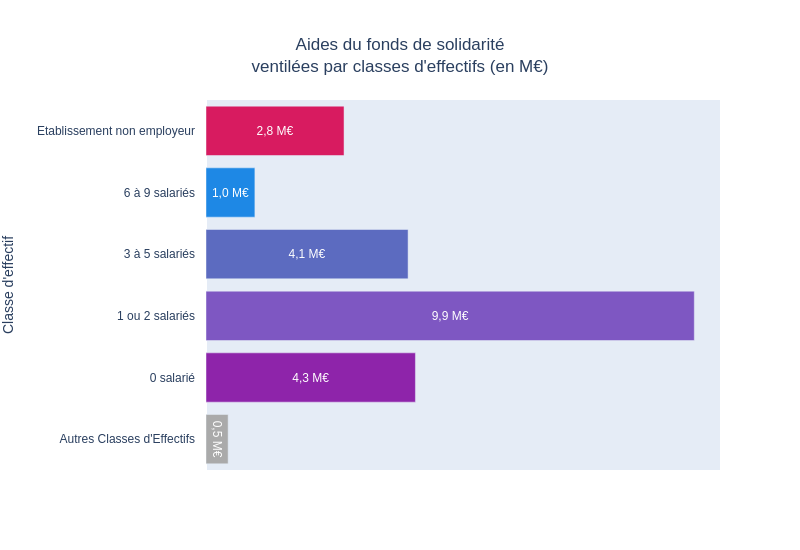 Aides du fonds de solidarité
ventilées par classes d'effectifs (en M€)
Classe d'effectif
Etablissement non employeur
2,8 M€
6 à 9 salariés
1,0 M€
3 à 5 salariés
4,1 M€
1 ou 2 salariés
9,9 M€
0 salarié
4,3 M€
Autres Classes d'Effectifs
0,5 M€